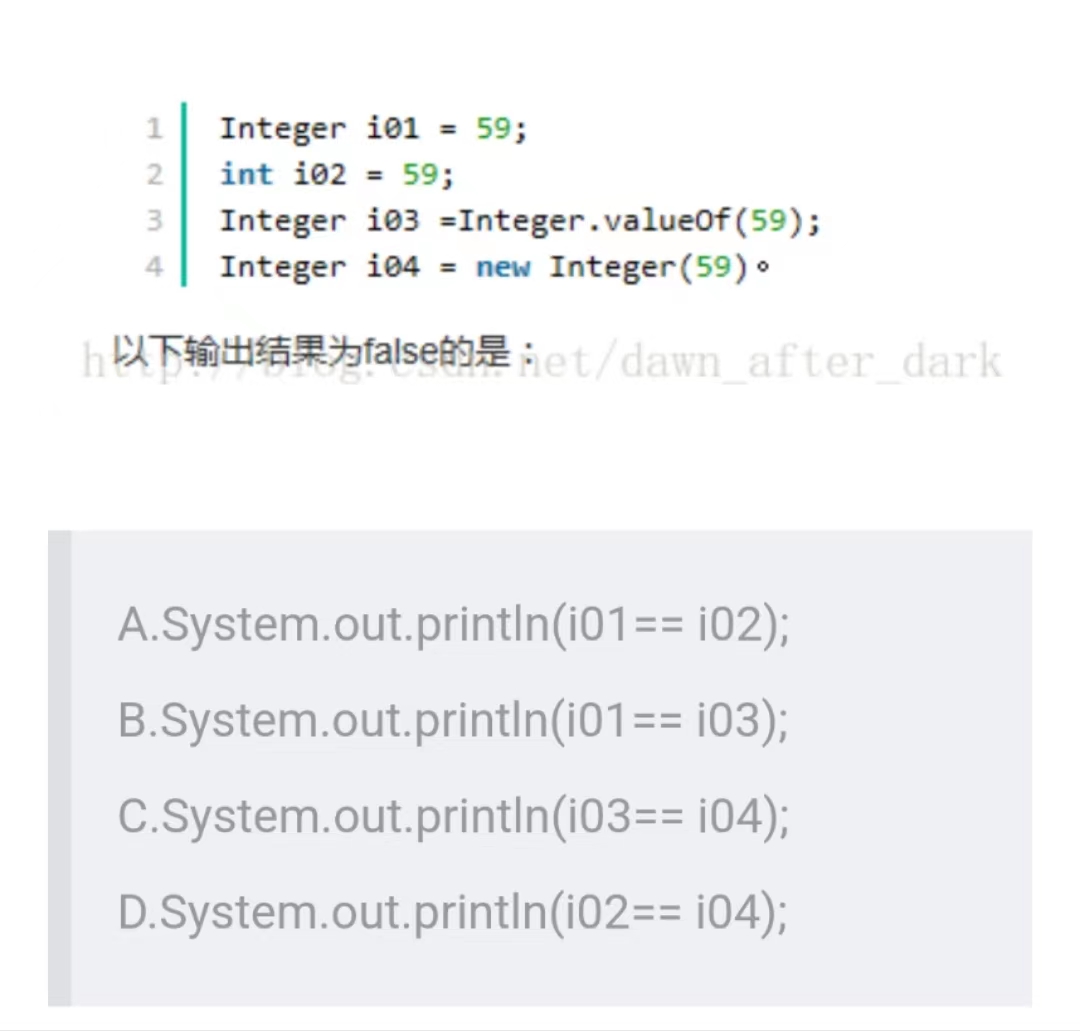 1 Integer i01 = 59;
2 int i02 = 59;
3 Integer i03 =Integer.valueOf(59);
4 Integer i04 = new Integer(59)。
以下输出结果为false的是：
http://blog.csdn.net/dawn_after_dark
A.System.out.println(i01== i02);
B.System.out.println(i01== i03);
C.System.out.println(i03== i04);
D.System.out.println(i02== i04);